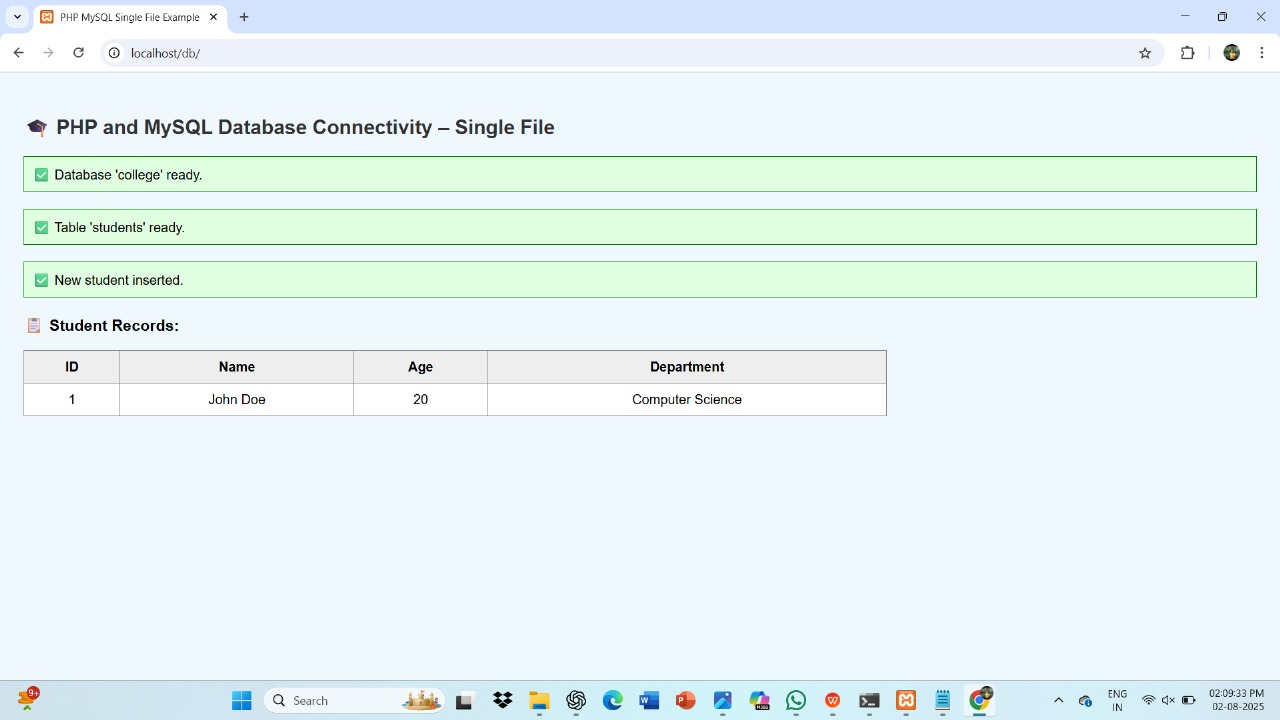 PHP MySQL Single File Example
localhost/db/
PHP and MySQL Database Connectivity – Single File
Database 'college' ready.
Table 'students' ready.
New student inserted.
Student Records:
ID Name Age Department
1 John Doe 20 Computer Science
9+
Search
W
P
M365
W
ENG
IN
02:09:33 PM
02-08-2025